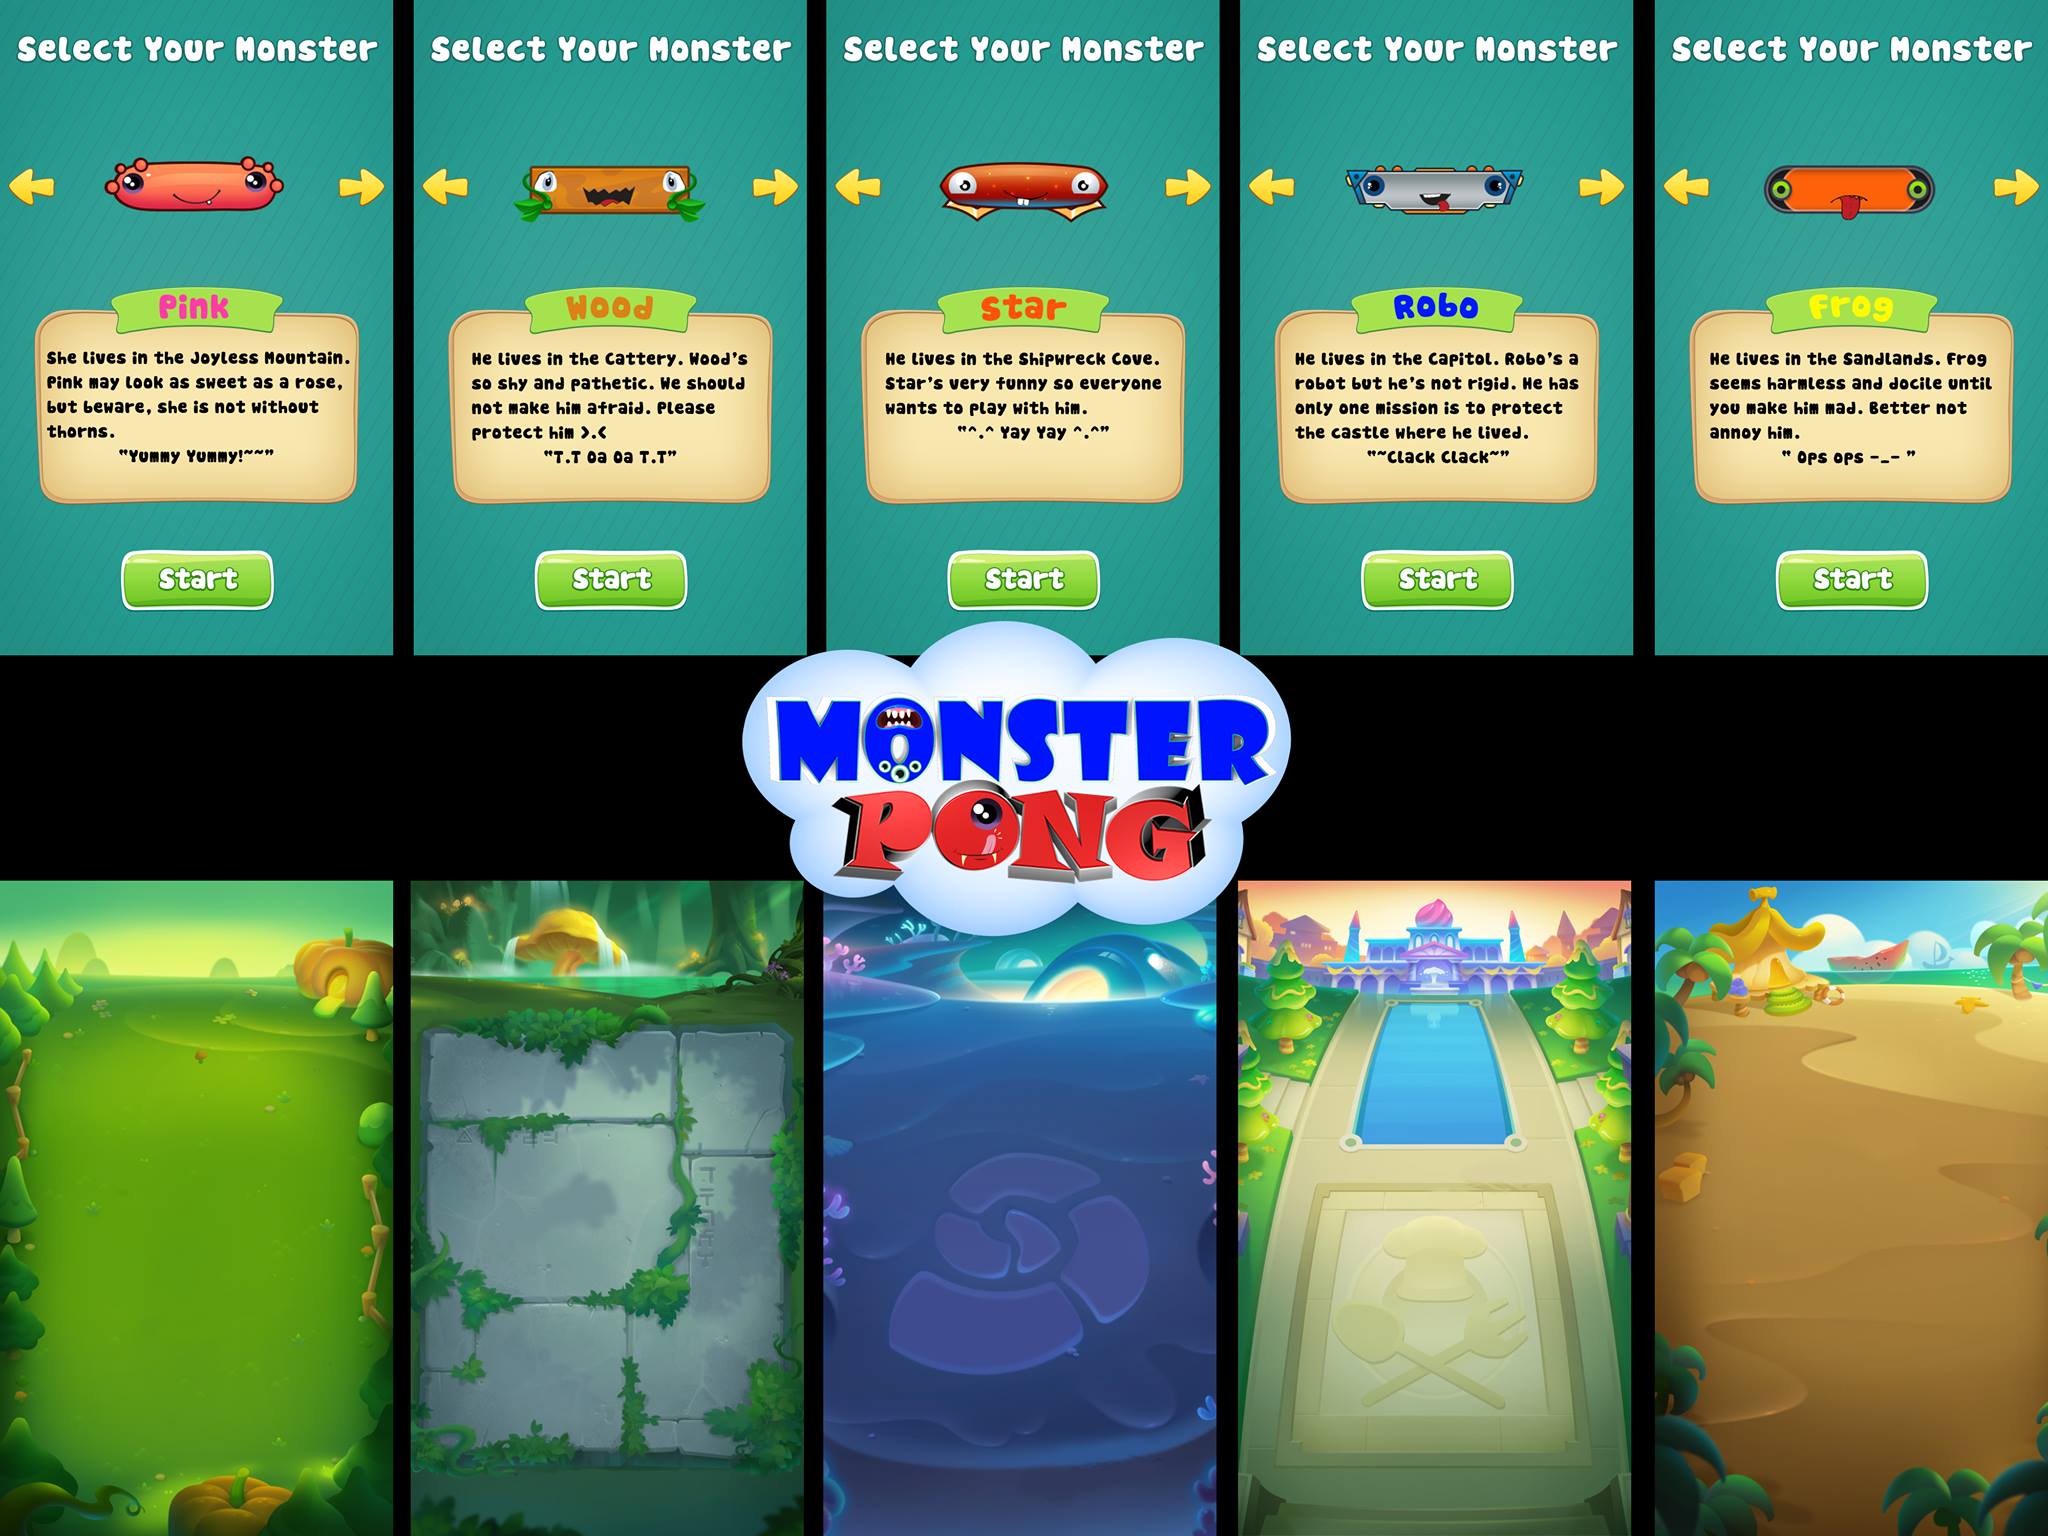 Select Your Monster
Pink
She lives in the Joyless Mountain.
Pink may look as sweet as a rose,
but beware, she is not without
thorns.
"Yummy Yummy!~~"
Start
Select Your Monster
Wood
He lives in the Cattery. Wood's
so shy and pathetic. We should
not make him afraid. Please
protect him >.<
"T.T Oa Oa T.T"
Start
Select Your Monster
Star
He lives in the Shipwreck Cove.
Star's very funny so everyone
wants to play with him.
"^.^ Yay Yay ^.^"
Start
Select Your Monster
Robo
He lives in the Capitol. Robo's a
robot but he's not rigid. He has
only one mission is to protect
the castle where he lived.
"~Clack Clack~"
Start
Select Your Monster
Frog
He lives in the Sandlands. Frog
seems harmless and docile until
you make him mad. Better not
annoy him.
" Ops ops -_- "
Start
MONSTER
PONG